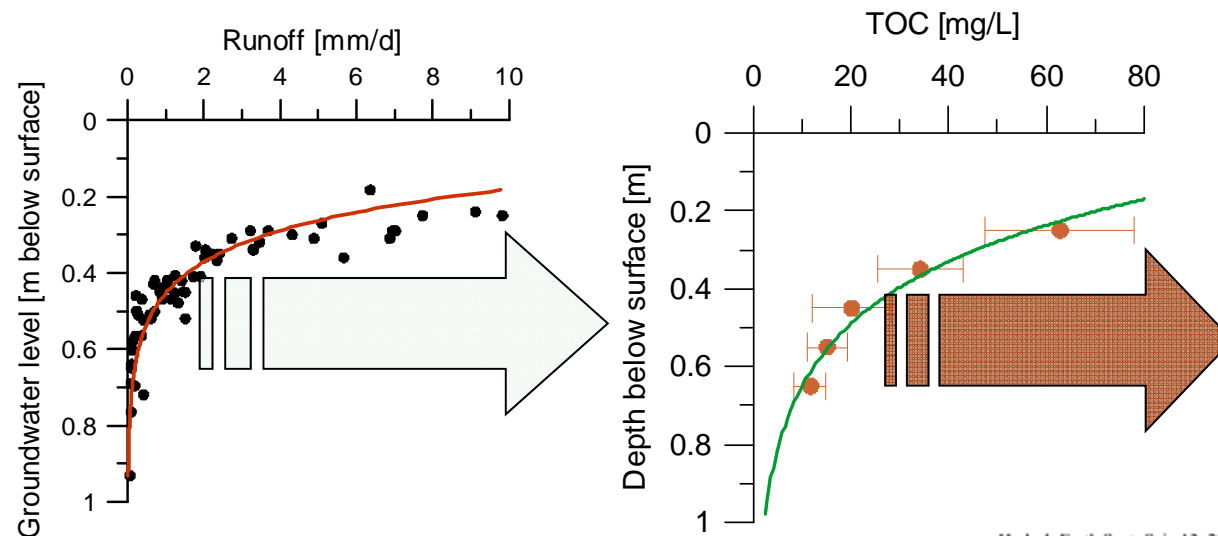 Runoff [mm/d]
0 2 4 6 8 10
Groundwater level [m below surface]
0
0.2
0.4
0.6
0.8
1
TOC [mg/L]
0 20 40 60 80
Depth below surface [m]
0
0.2
0.4
0.6
0.8
1